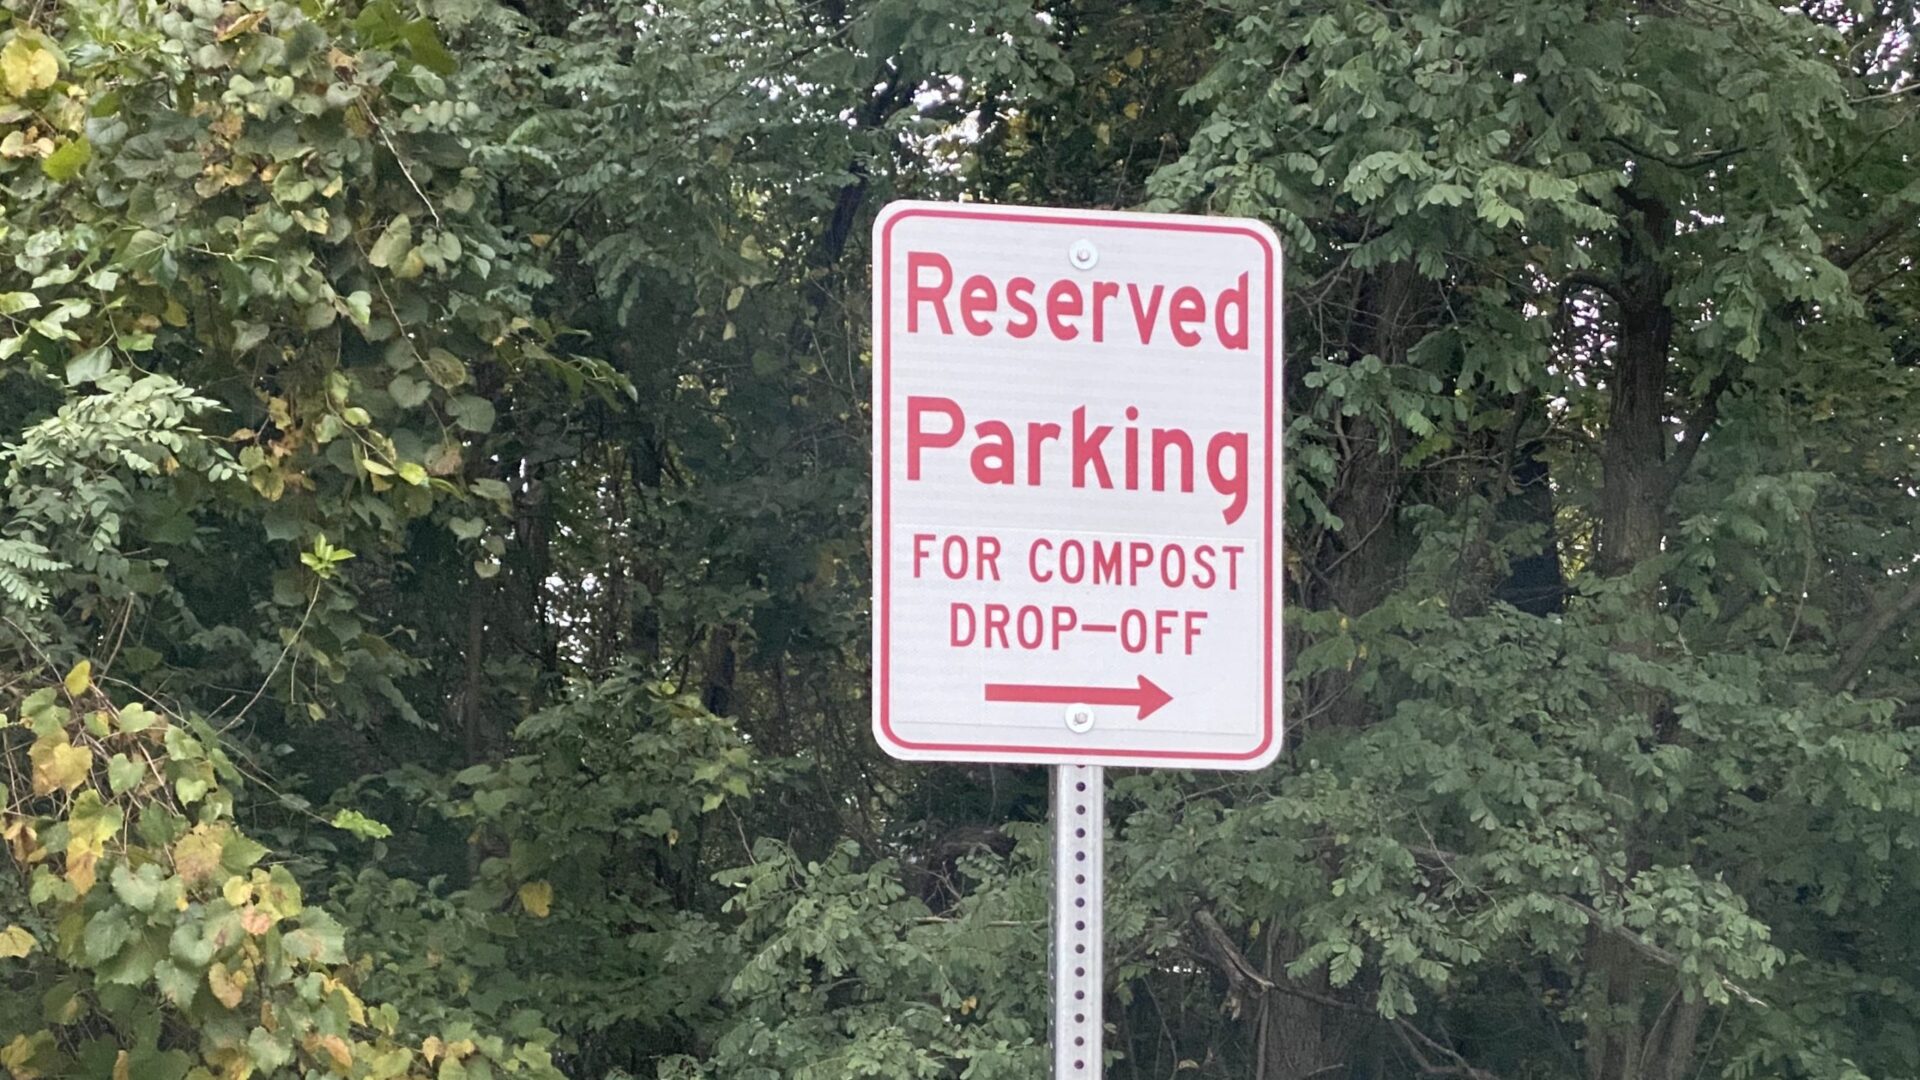 Reserved
Parking
FOR COMPOST
DROP-OFF